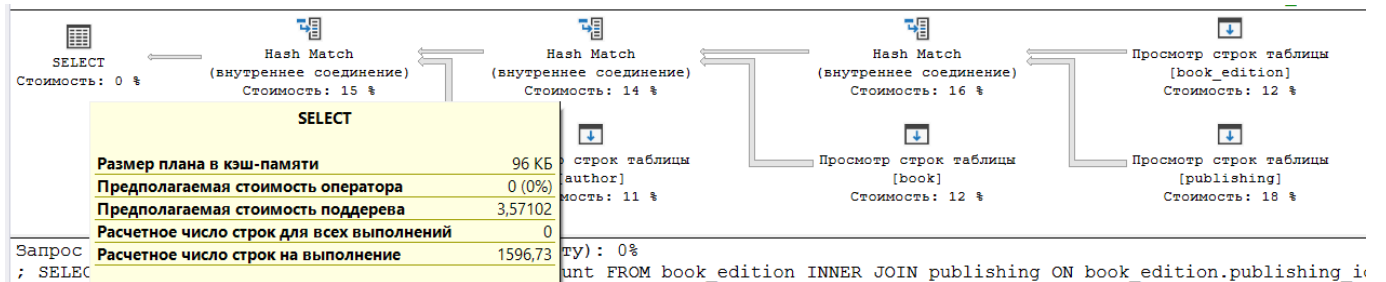 SELECT
Стоимость: 0 %
Hash Match
(внутреннее соединение)
Стоимость: 15 %
Hash Match
(внутреннее соединение)
Стоимость: 14 %
Hash Match
(внутреннее соединение)
Стоимость: 16 %
Просмотр строк таблицы
[book_edition]
Стоимость: 12 %
строк таблицы
[author]
мость: 11 %
Просмотр строк таблицы
[book]
Стоимость: 12 %
Просмотр строк таблицы
[publishing]
Стоимость: 18 %
SELECT
Размер плана в кэш-памяти 96 КБ
Предполагаемая стоимость оператора 0 (0%)
Предполагаемая стоимость поддерева 3,57102
Расчетное число строк для всех выполнений 0
Расчетное число строк на выполнение 1596,73
Запрос ту): 0%
; SELEC unt FROM book_edition INNER JOIN publishing ON book_edition.publishing_i